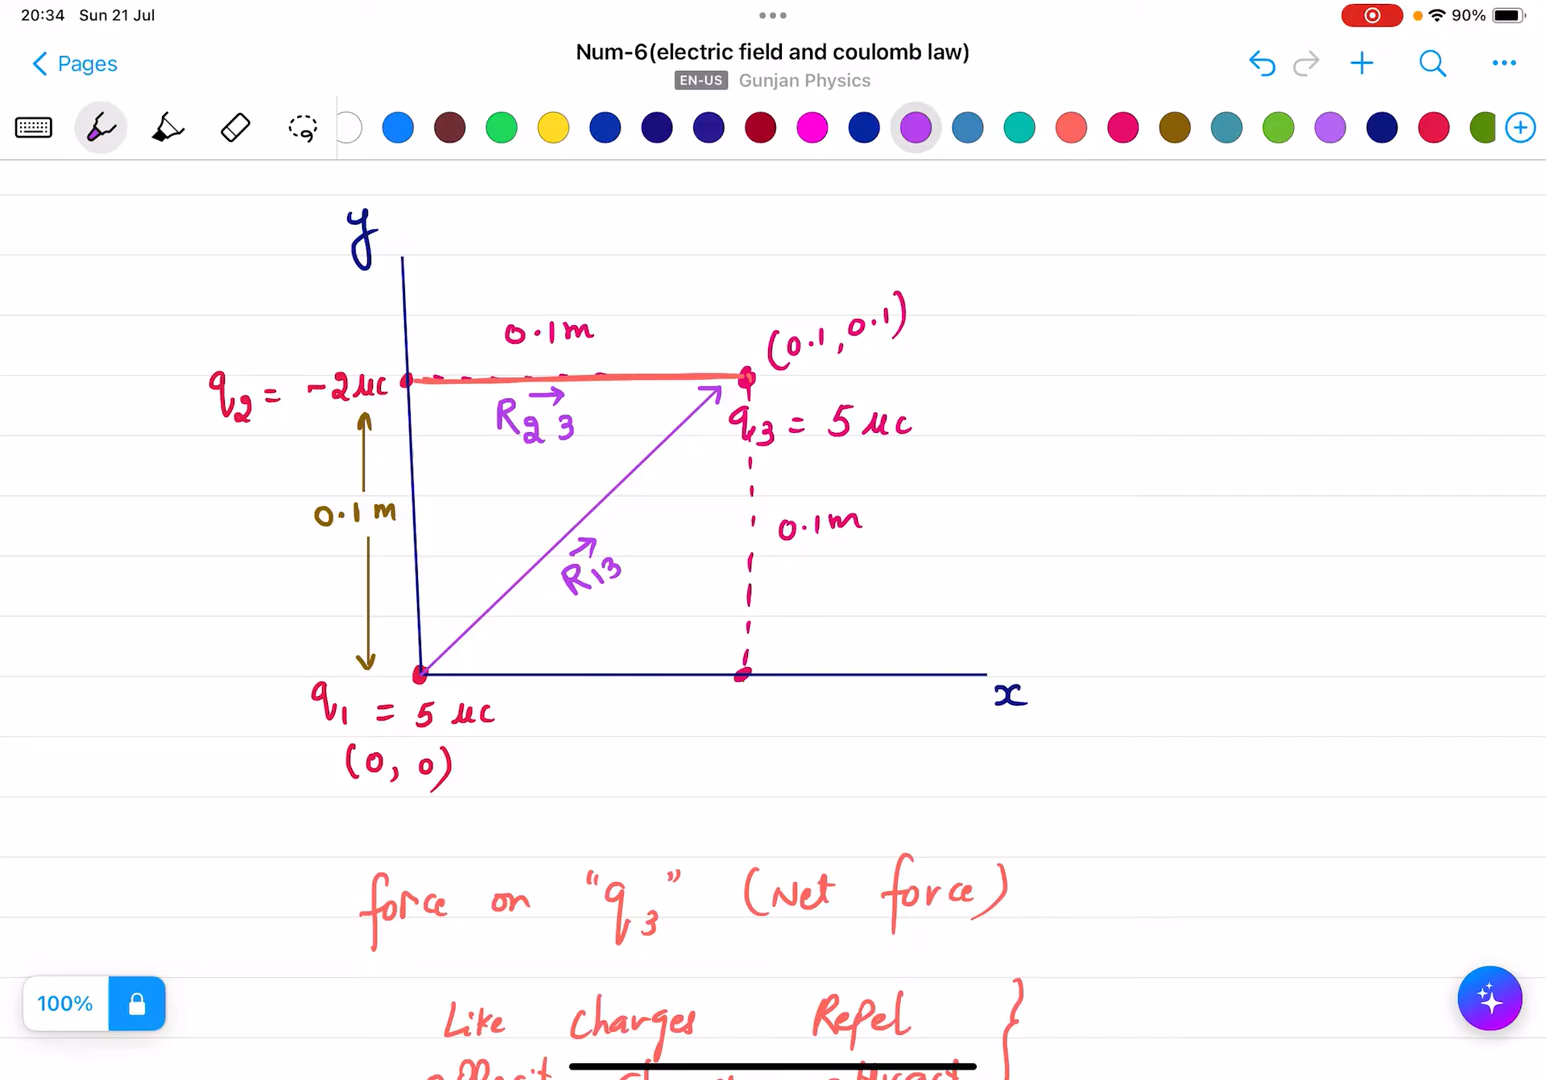 20:34 Sun 21 Jul
90%
Pages
Num-6(electric field and coulomb law)
EN-US Gunjan Physics
y
0.1m
(0.1, 0.1)
q2 = -2μc
R23
q3 = 5 μc
0.1 m
0.1m
R13
x
q1 = 5 μc
(0, 0)
force on "q3" (Net force)
100%
Like charges Repel }